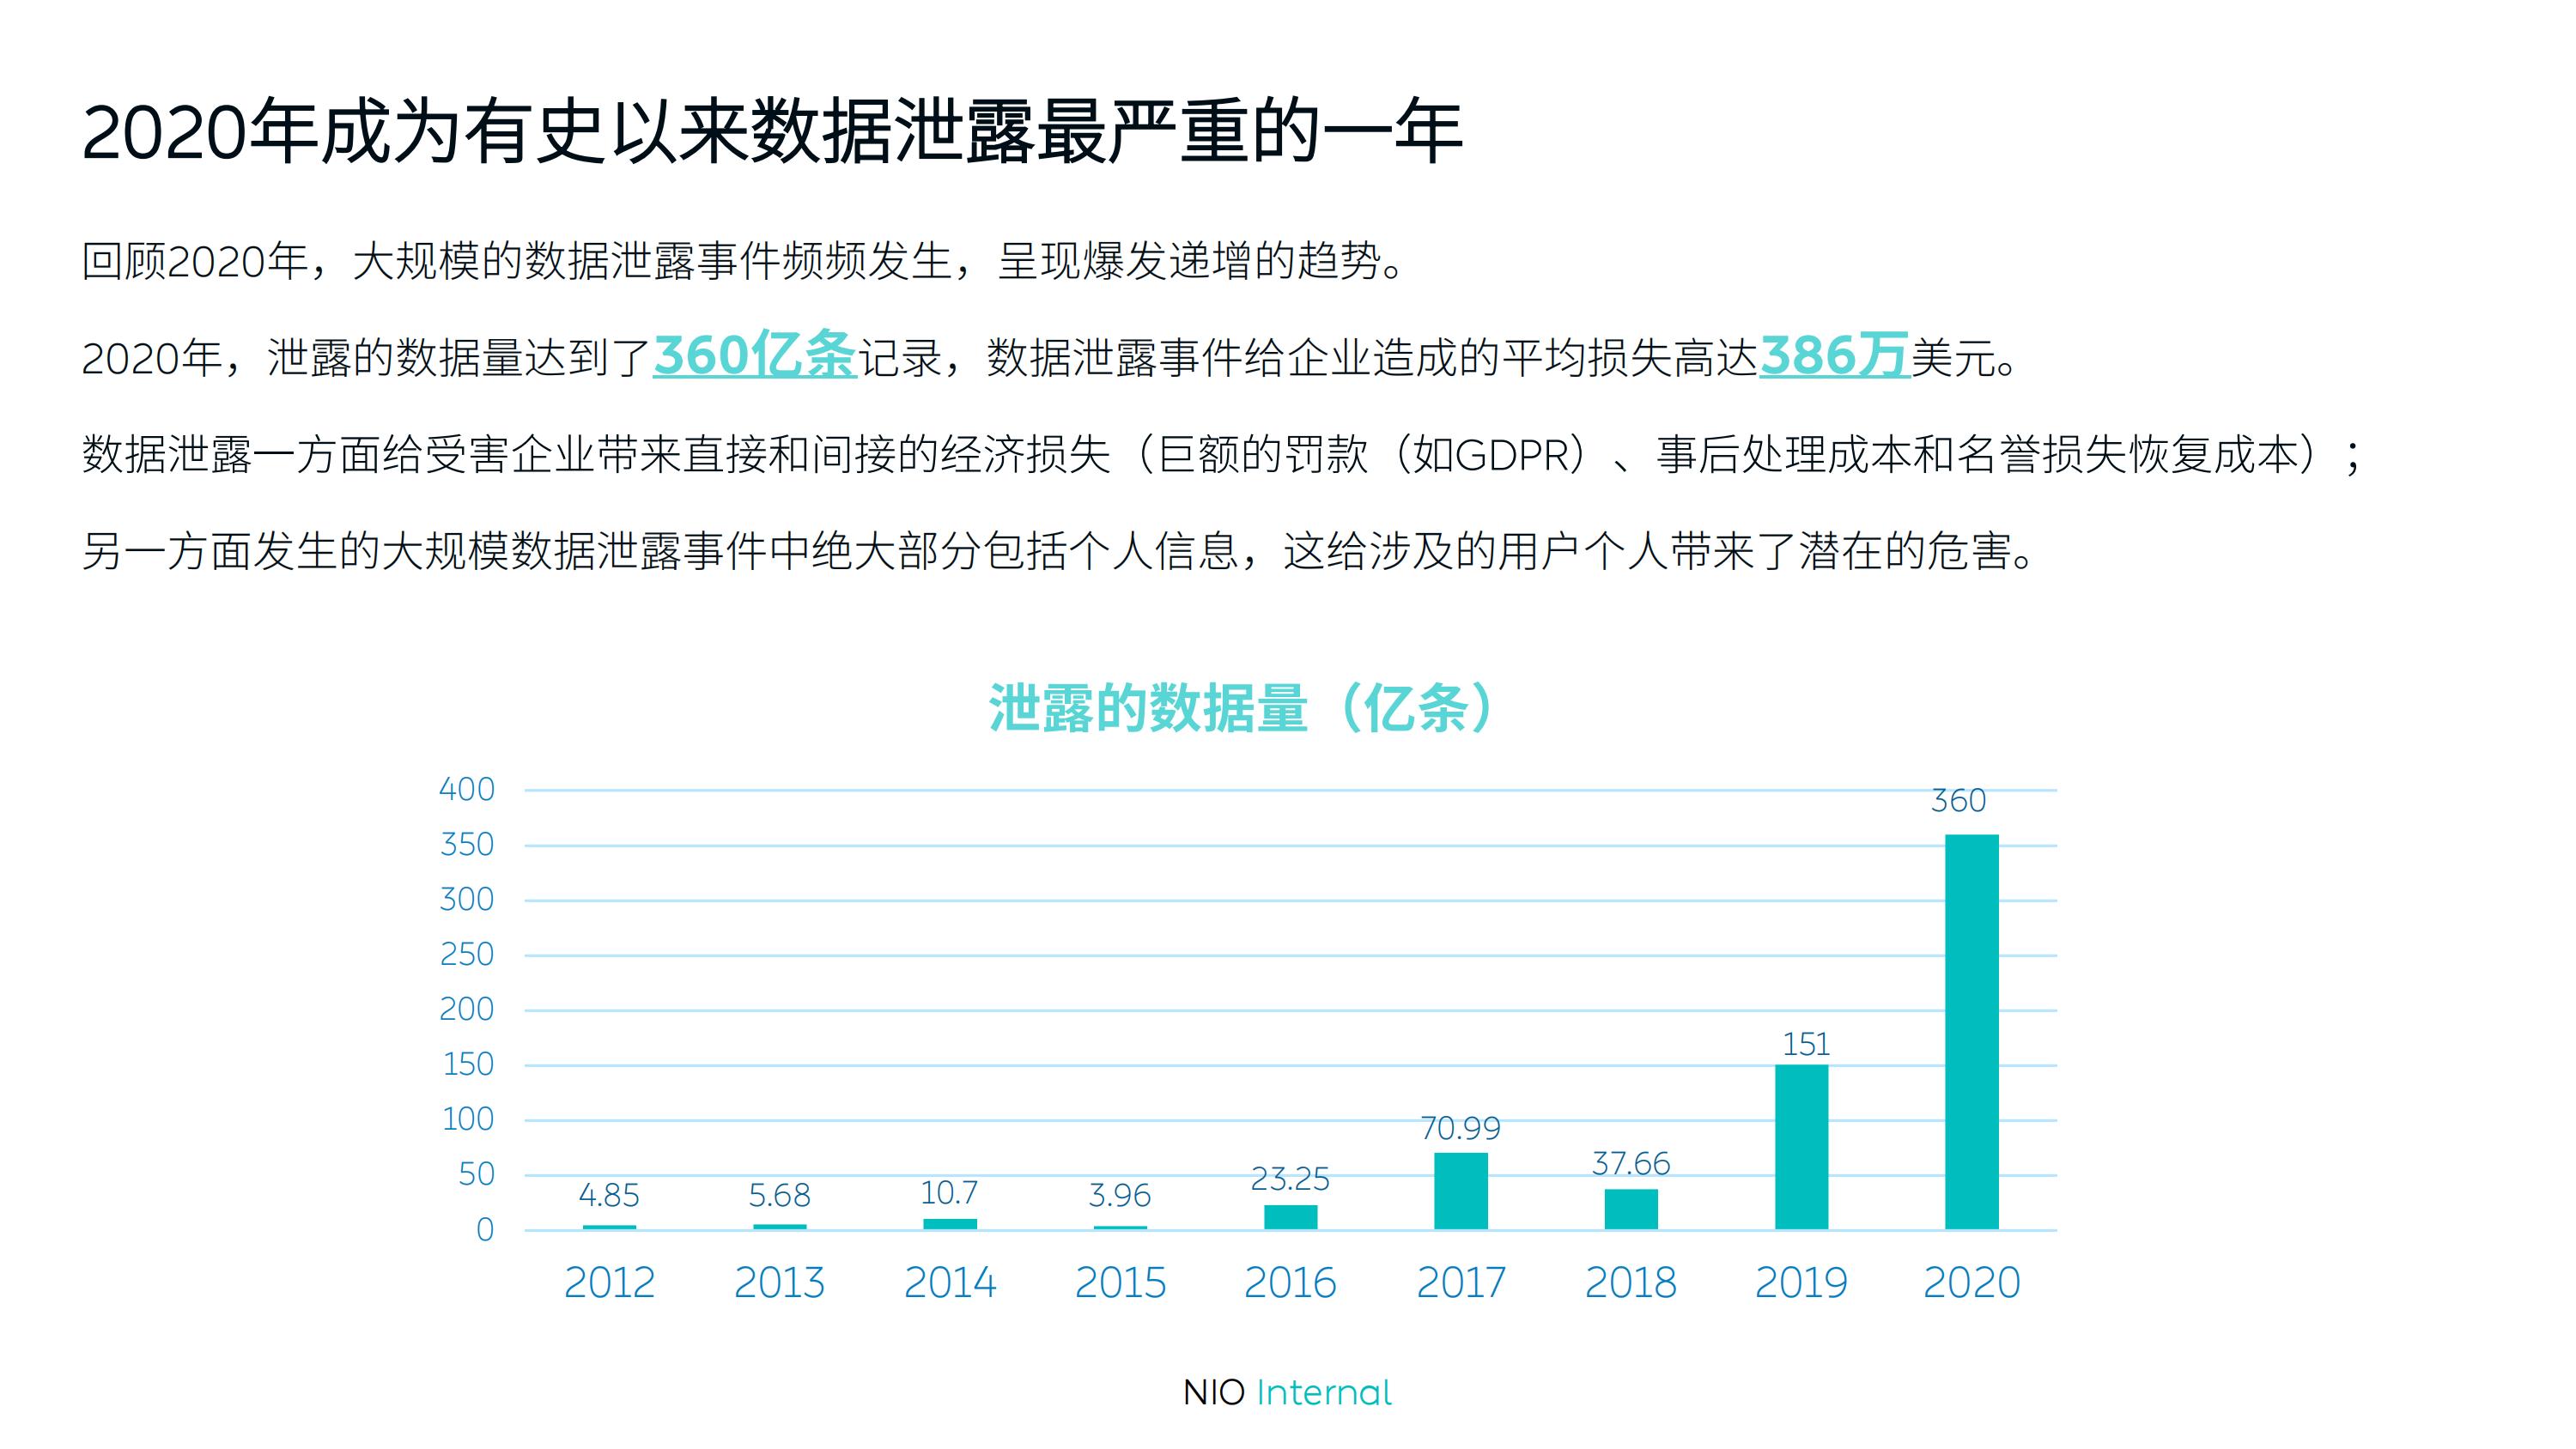 2020年成为有史以来数据泄露最严重的一年
回顾2020年，大规模的数据泄露事件频频发生，呈现爆发递增的趋势。
2020年，泄露的数据量达到了360亿条记录，数据泄露事件给企业造成的平均损失高达386万美元。
数据泄露一方面给受害企业带来直接和间接的经济损失（巨额的罚款（如GDPR）、事后处理成本和名誉损失恢复成本）；
另一方面发生的大规模数据泄露事件中绝大部分包括个人信息，这给涉及的用户个人带来了潜在的危害。
泄露的数据量（亿条）
400
360
350
300
250
200
151
150
100
70.99
50
37.66
23.25
10.7
4.85 5.68 3.96
0
2012 2013 2014 2015 2016 2017 2018 2019 2020
NIO Internal